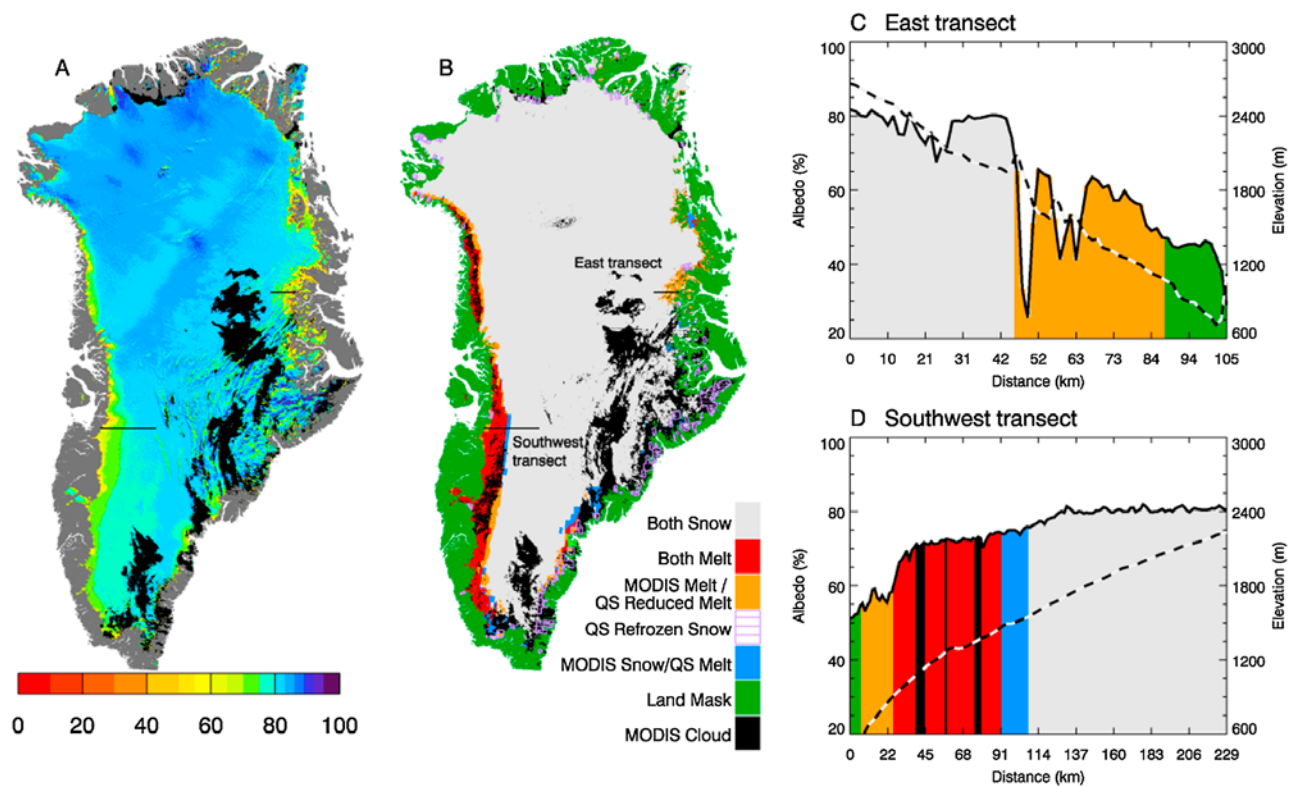 A
0 20 40 60 80 100
B
East transect
Southwest
transect
Both Snow
Both Melt
MODIS Melt /
QS Reduced Melt
QS Refrozen Snow
MODIS Snow/QS Melt
Land Mask
MODIS Cloud
C East transect
100
80
60
40
20
Albedo (%)
3000
2400
1800
1200
600
Elevation (m)
0 10 21 31 42 52 63 73 84 94 105
Distance (km)
D Southwest transect
100
80
60
40
20
Albedo (%)
3000
2400
1800
1200
600
Elevation (m)
0 22 45 68 91 114 137 160 183 206 229
Distance (km)